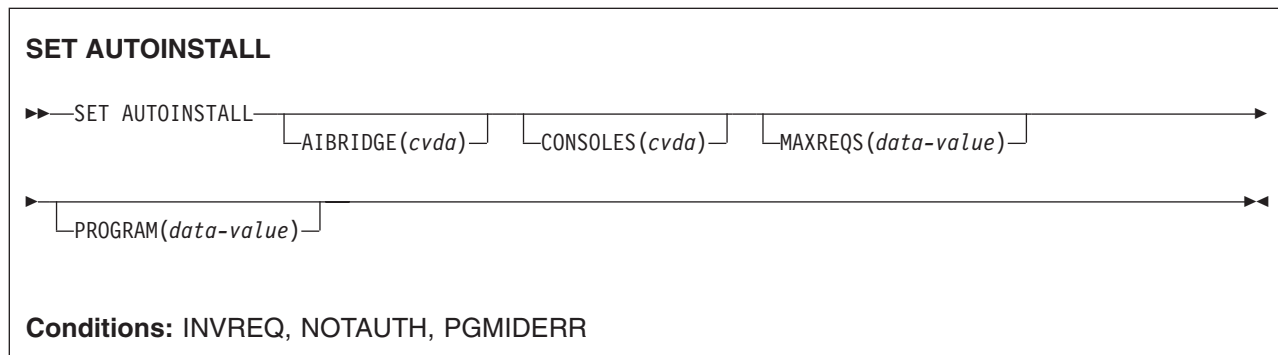 SET AUTOINSTALL
SET AUTOINSTALL
AIBRIDGE(cvda) CONSOLES(cvda) MAXREQS(data-value)
PROGRAM(data-value)
Conditions: INVREQ, NOTAUTH, PGMIDERR